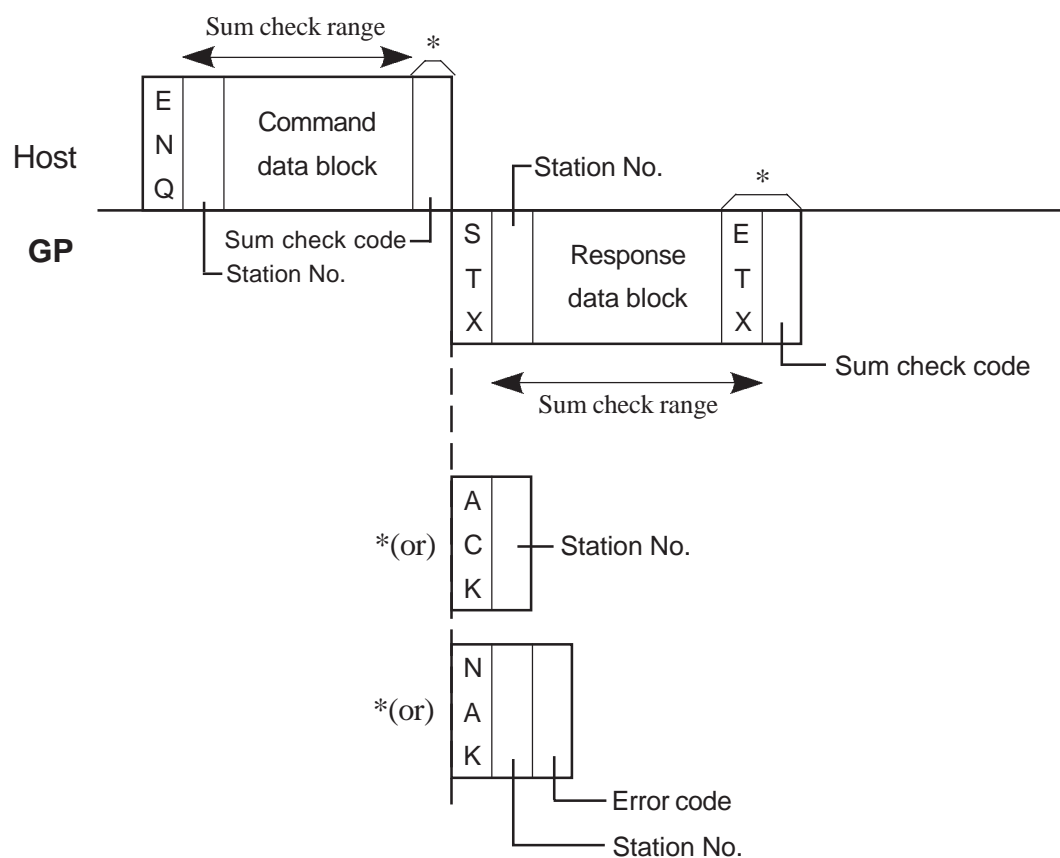 Sum check range
*
E
N
Q
Command
data block
Host
Station No.
*
Sum check code
Station No.
GP
S
T
X
Response
data block
E
T
X
Sum check code
Sum check range
*(or)
A
C
K
Station No.
*(or)
N
A
K
Error code
Station No.